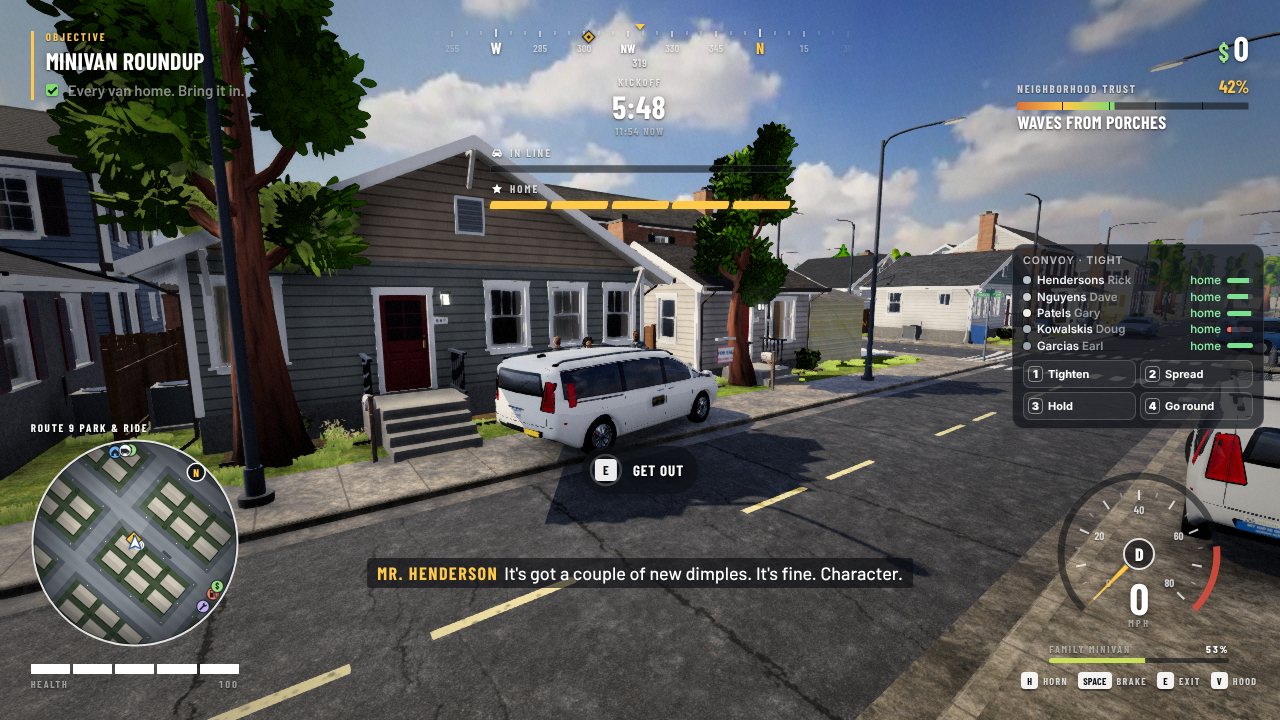 OBJECTIVE
MINIVAN ROUNDUP
Every van home. Bring it in.
255 W 285 300 NW 330 345 N 15
319
KICKOFF
5:48
11:54 NOW
IN LINE
HOME
$0
NEIGHBORHOOD TRUST 42%
WAVES FROM PORCHES
CONVOY · TIGHT
Hendersons Rick home
Nguyens Dave home
Patels Gary home
Kowalskis Doug home
Garcias Earl home
1 Tighten 2 Spread
3 Hold 4 Go round
E GET OUT
ROUTE 9 PARK & RIDE
N
MR. HENDERSON It's got a couple of new dimples. It's fine. Character.
20 40 60 80
D
0
MPH
FAMILY MINIVAN 53%
HEALTH 100
H HORN SPACE BRAKE E EXIT V HOOD